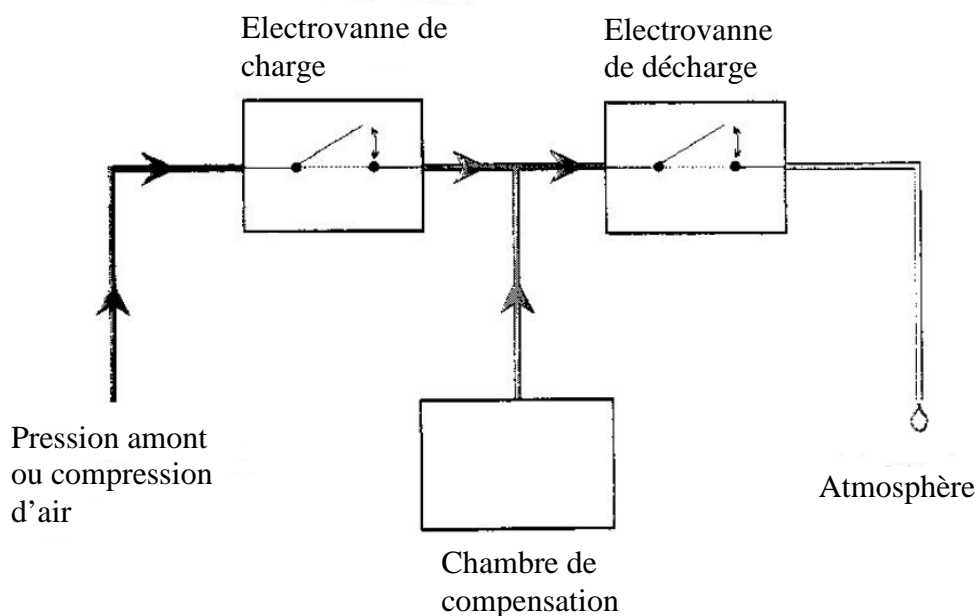 Electrovanne de
charge
Electrovanne
de décharge
Pression amont
ou compression
d’air
Atmosphère
Chambre de
compensation